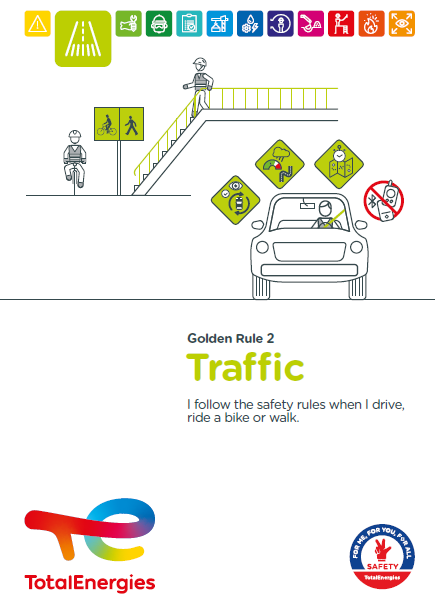 Golden Rule 2
Traffic
I follow the safety rules when I drive,
ride a bike or walk.
TotalEnergies
FOR ME, FOR YOU, FOR ALL
SAFETY
TotalEnergies